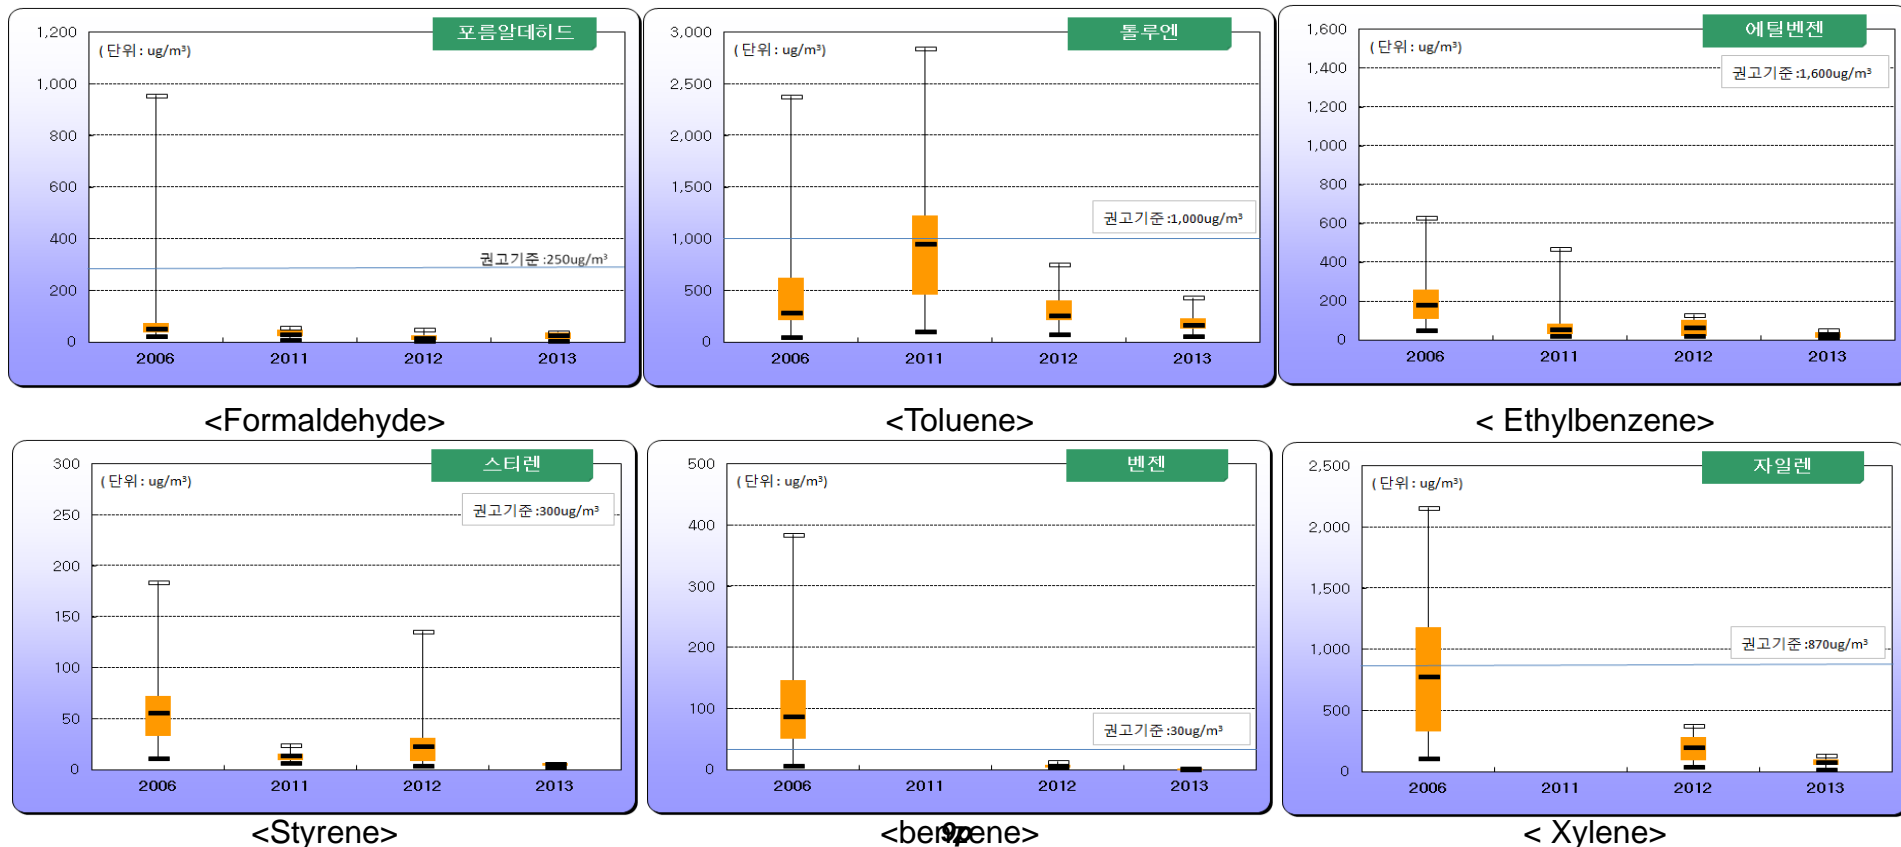 포름알데히드
( 단위 : ug/m³)
1,200
1,000
800
600
400
200
0
권고기준 :250ug/m³
2006 2011 2012 2013
<Formaldehyde>
톨루엔
( 단위 : ug/m³)
3,000
2,500
2,000
1,500
1,000
500
0
권고기준 :1,000ug/m³
2006 2011 2012 2013
<Toluene>
에틸벤젠
( 단위 : ug/m³)
권고기준 :1,600ug/m³
1,600
1,400
1,200
1,000
800
600
400
200
0
2006 2011 2012 2013
< Ethylbenzene>
스티렌
( 단위 : ug/m³)
권고기준 :300ug/m³
300
250
200
150
100
50
0
2006 2011 2012 2013
<Styrene>
벤젠
( 단위 : ug/m³)
500
400
300
200
100
0
권고기준 :30ug/m³
2006 2011 2012 2013
<benzene>
9p
자일렌
( 단위 : ug/m³)
2,500
2,000
1,500
1,000
500
0
권고기준 :870ug/m³
2006 2011 2012 2013
< Xylene>